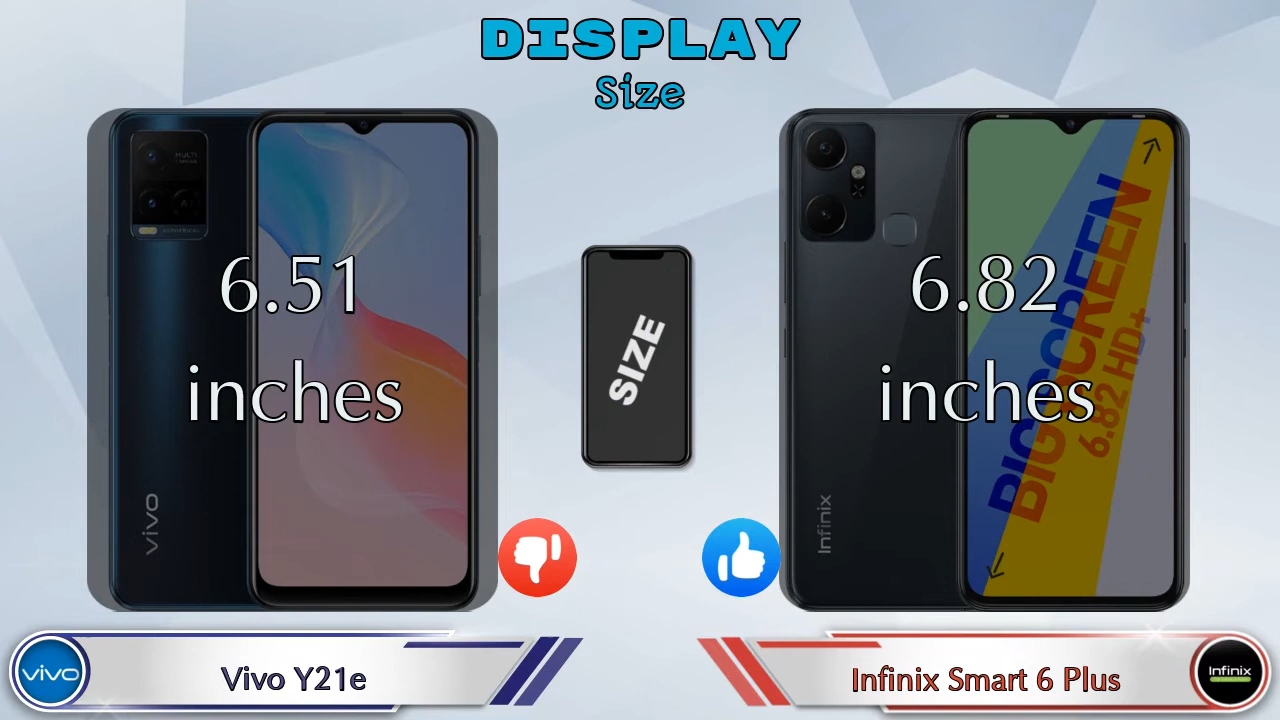 DISPLAY
Size
MULTI
6.51
inches
vivo
SIZE
6.82
inches
BIG SCREEN
6.82 HD+
Infinix
vivo
Vivo Y21e
Infinix Smart 6 Plus
Infinix